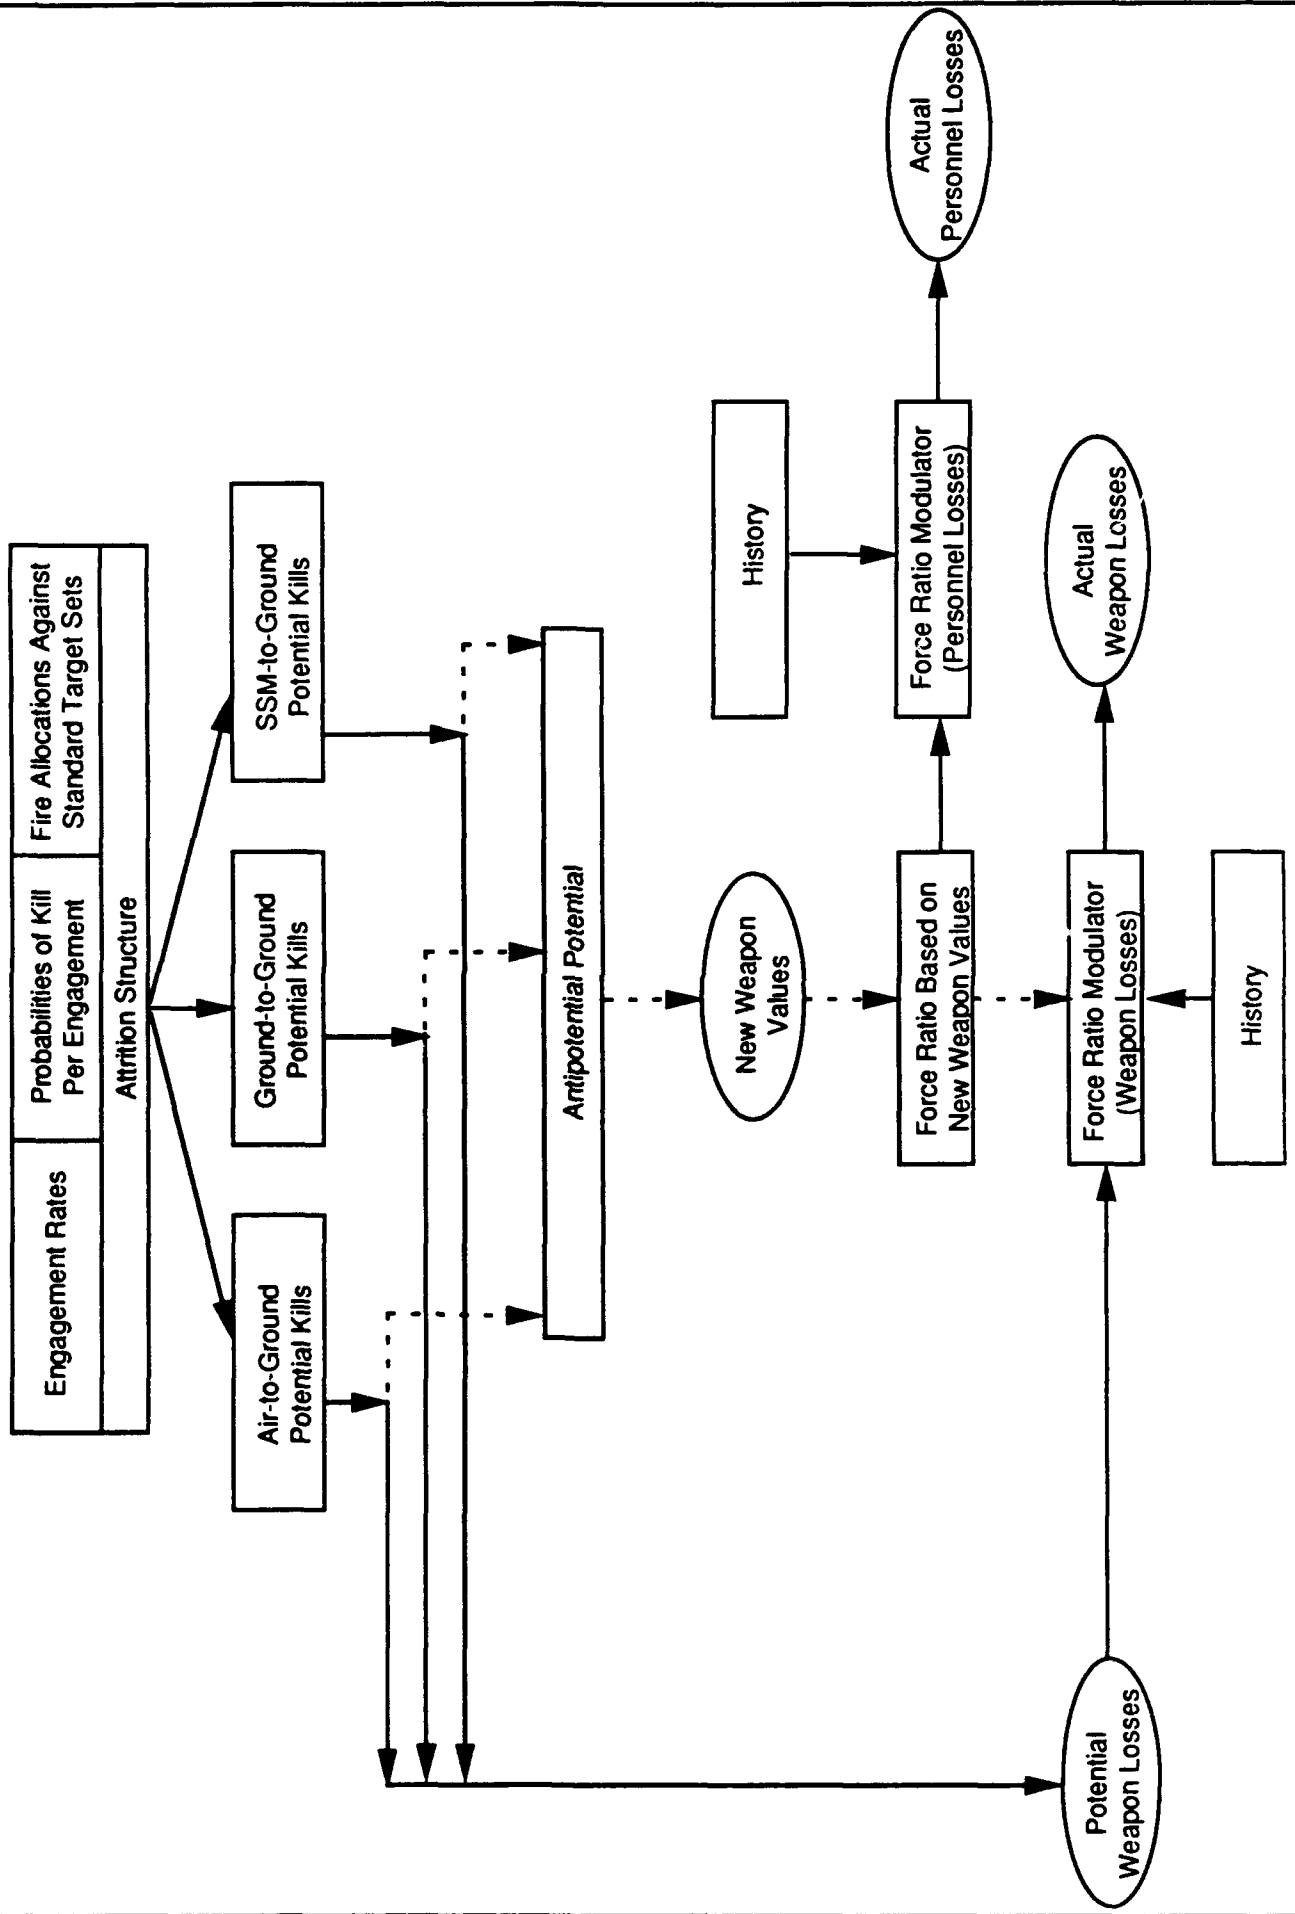 Engagement Rates
Probabilities of Kill
Per Engagement
Fire Allocations Against
Standard Target Sets
Attrition Structure
Air-to-Ground
Potential Kills
Ground-to-Ground
Potential Kills
SSM-to-Ground
Potential Kills
Antipotential Potential
New Weapon
Values
History
Force Ratio Based on
New Weapon Values
Force Ratio Modulator
(Personnel Losses)
Actual
Personnel Losses
Potential
Weapon Losses
Force Ratio Modulator
(Weapon Losses)
Actual
Weapon Losses
History